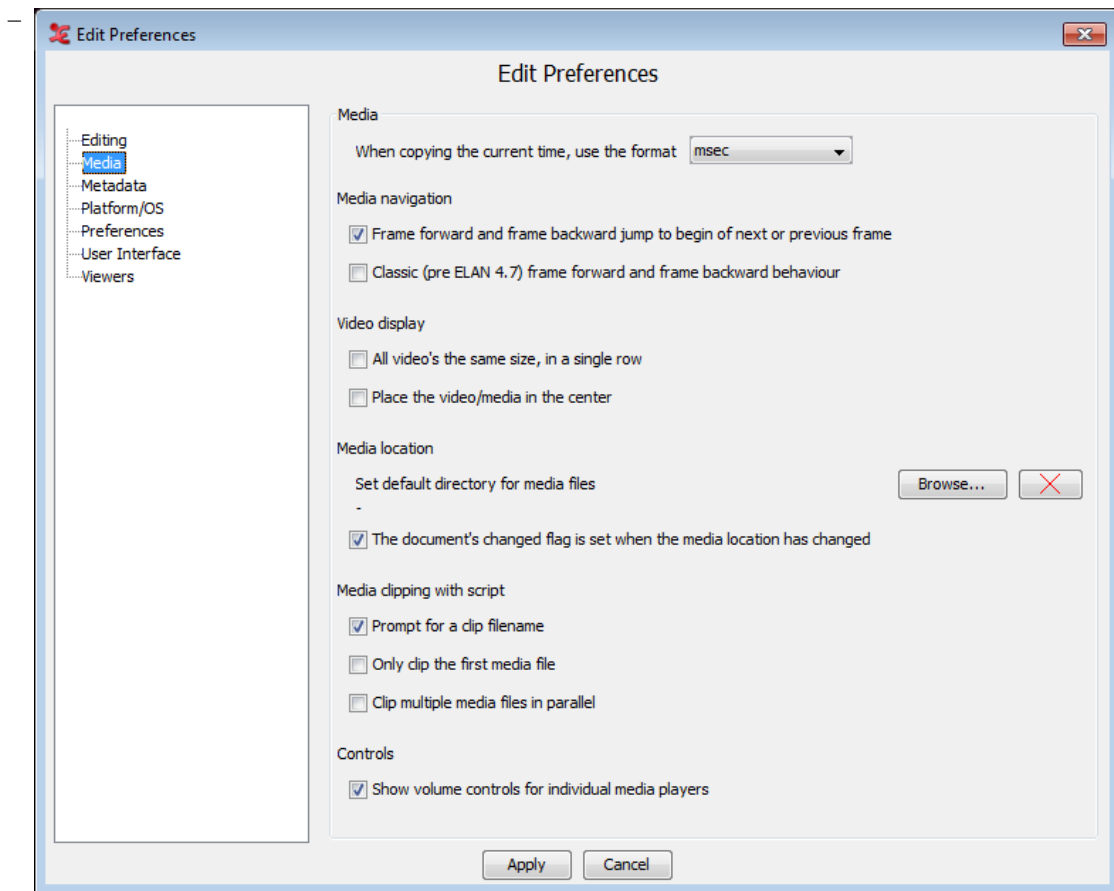 –
Edit Preferences
Edit Preferences
Editing
Media
Metadata
Platform/OS
Preferences
User Interface
Viewers
Media
When copying the current time, use the format msec
Media navigation
Frame forward and frame backward jump to begin of next or previous frame
Classic (pre ELAN 4.7) frame forward and frame backward behaviour
Video display
All video's the same size, in a single row
Place the video/media in the center
Media location
Set default directory for media files Browse...
-
The document's changed flag is set when the media location has changed
Media clipping with script
Prompt for a clip filename
Only clip the first media file
Clip multiple media files in parallel
Controls
Show volume controls for individual media players
Apply Cancel